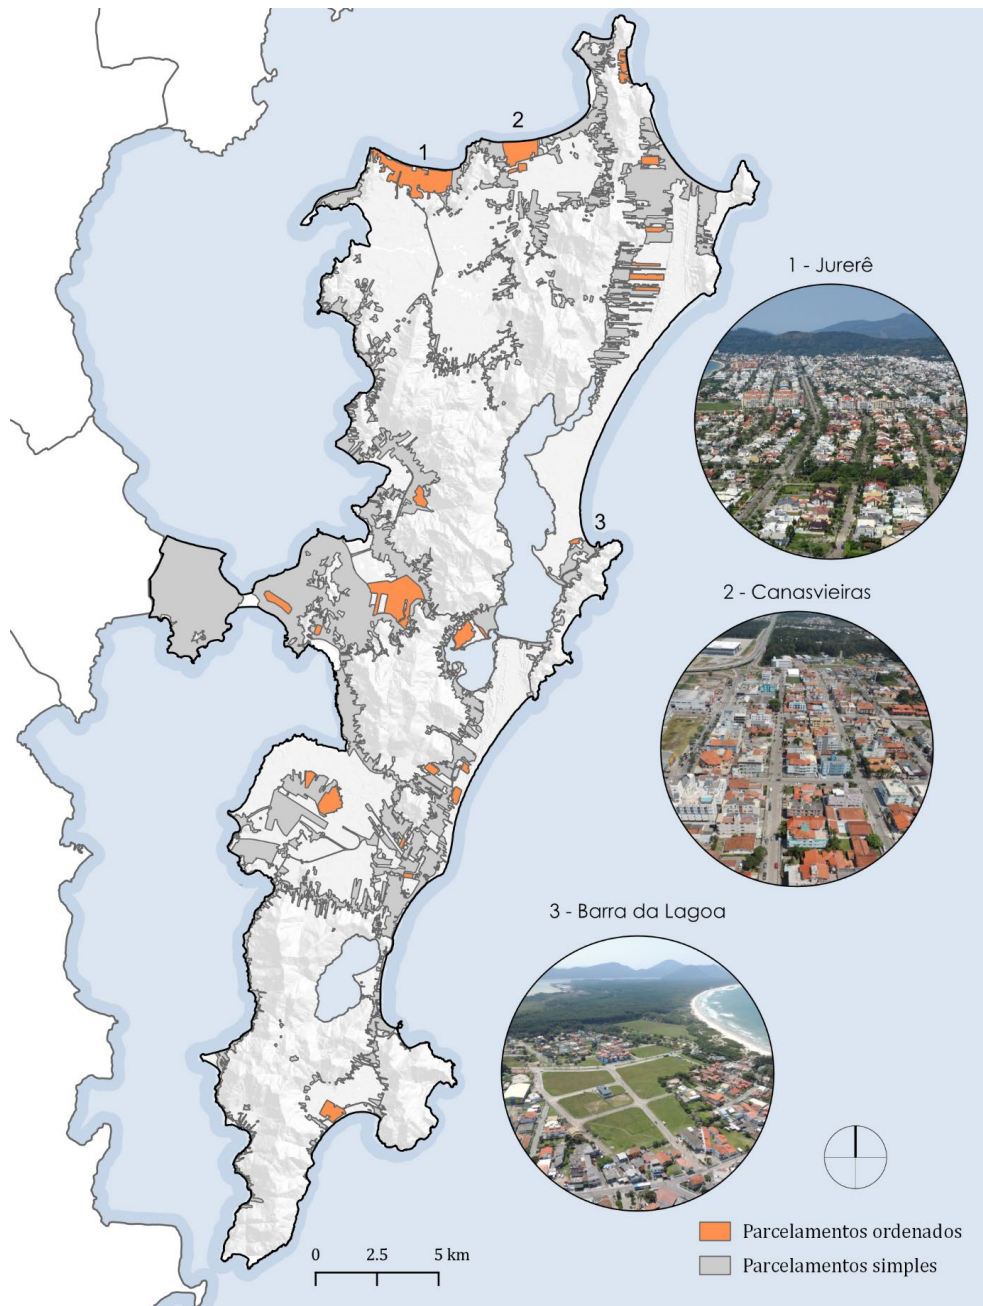 2
1
1 - Jurerê
3
2 - Canasvieiras
3 - Barra da Lagoa
Parcelamentos ordenados
0 2.5 5 km
Parcelamentos simples